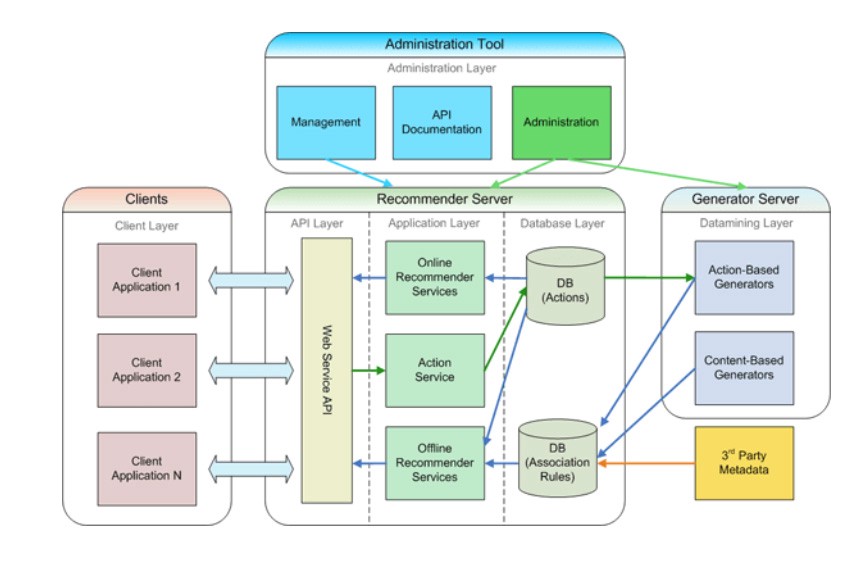 Administration Tool
Administration Layer
Management
API
Documentation
Administration
Clients
Client Layer
Client
Application 1
Client
Application 2
Client
Application N
Recommender Server
API Layer
Application Layer
Database Layer
Web Service API
Online
Recommender
Services
Action
Service
Offline
Recommender
Services
DB
(Actions)
DB
(Association
Rules)
Generator Server
Datamining Layer
Action-Based
Generators
Content-Based
Generators
3rd Party
Metadata